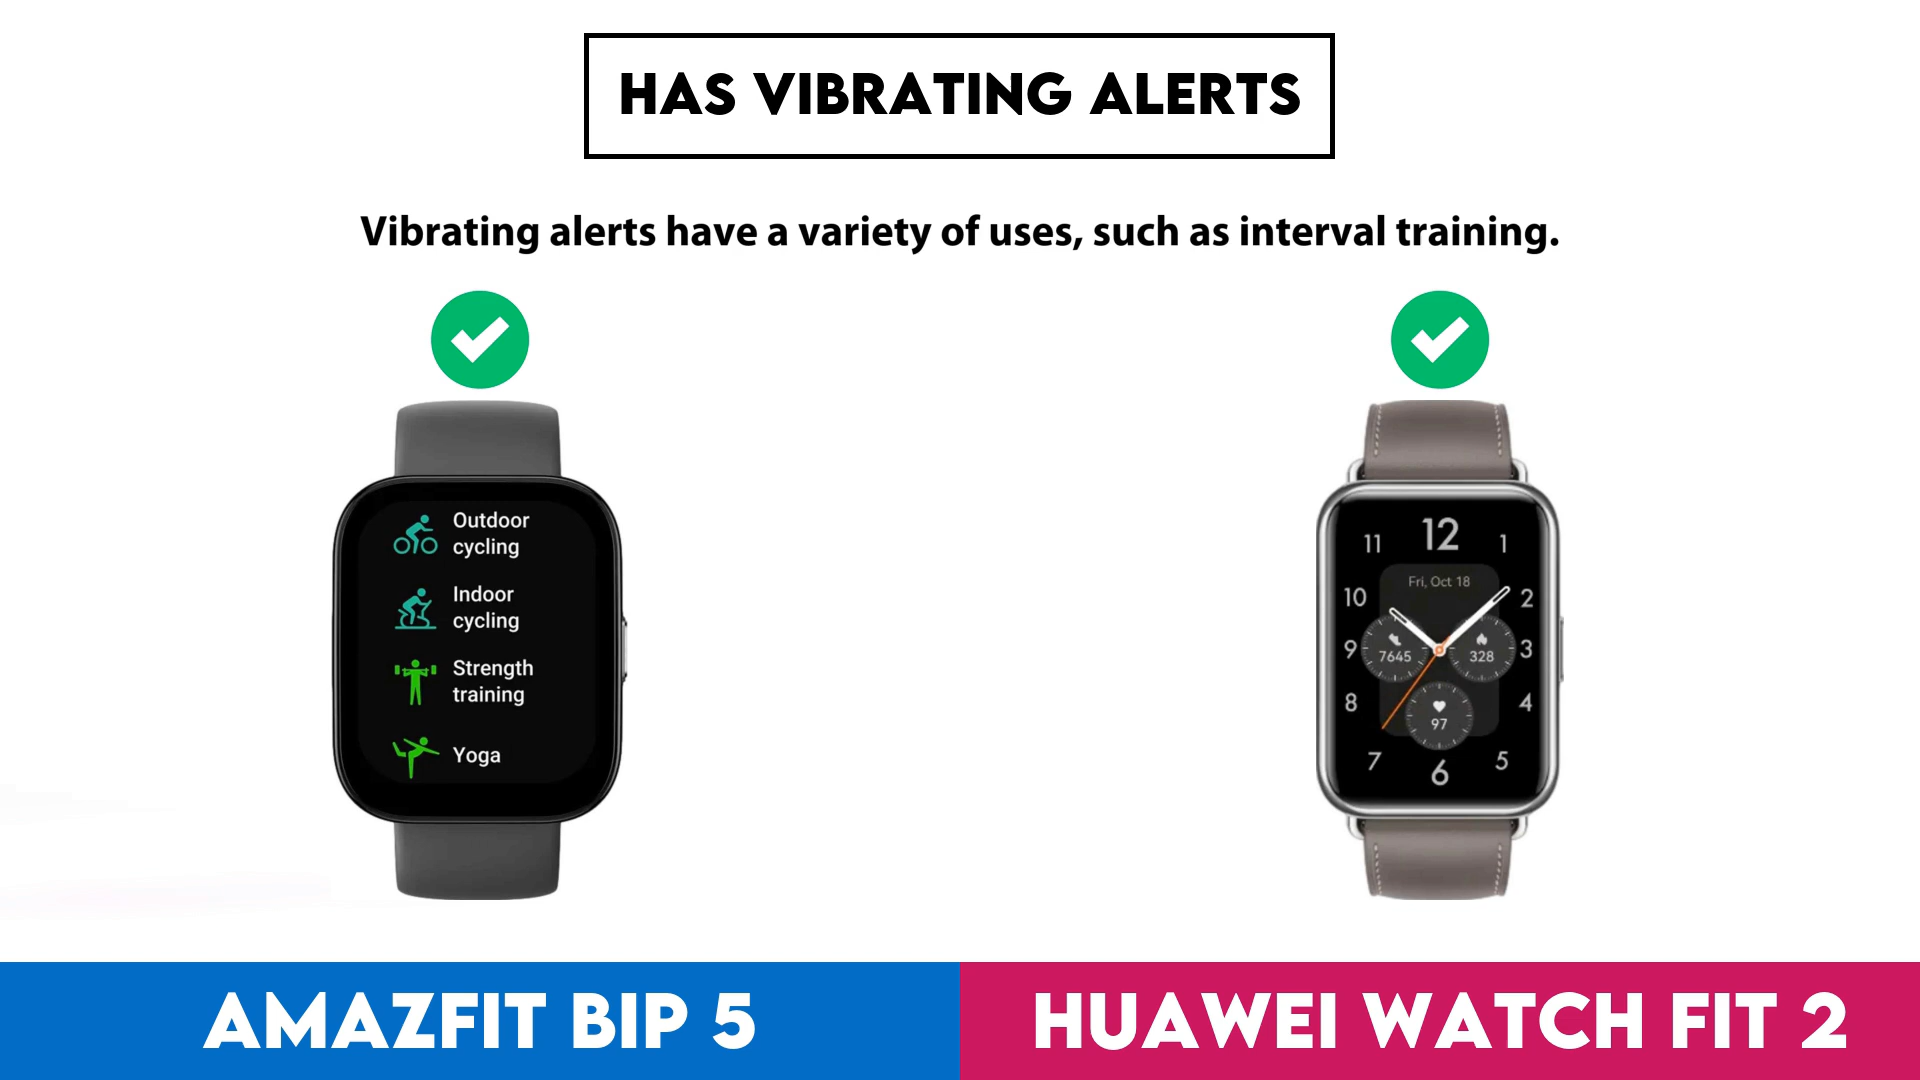 HAS VIBRATING ALERTS
Vibrating alerts have a variety of uses, such as interval training.
Outdoor
cycling
Indoor
cycling
Strength
training
Yoga
12
11
1
Fri, Oct 18
10
2
9
7645
328
3
8
97
4
7
5
6
AMAZFIT BIP 5
HUAWEI WATCH FIT 2